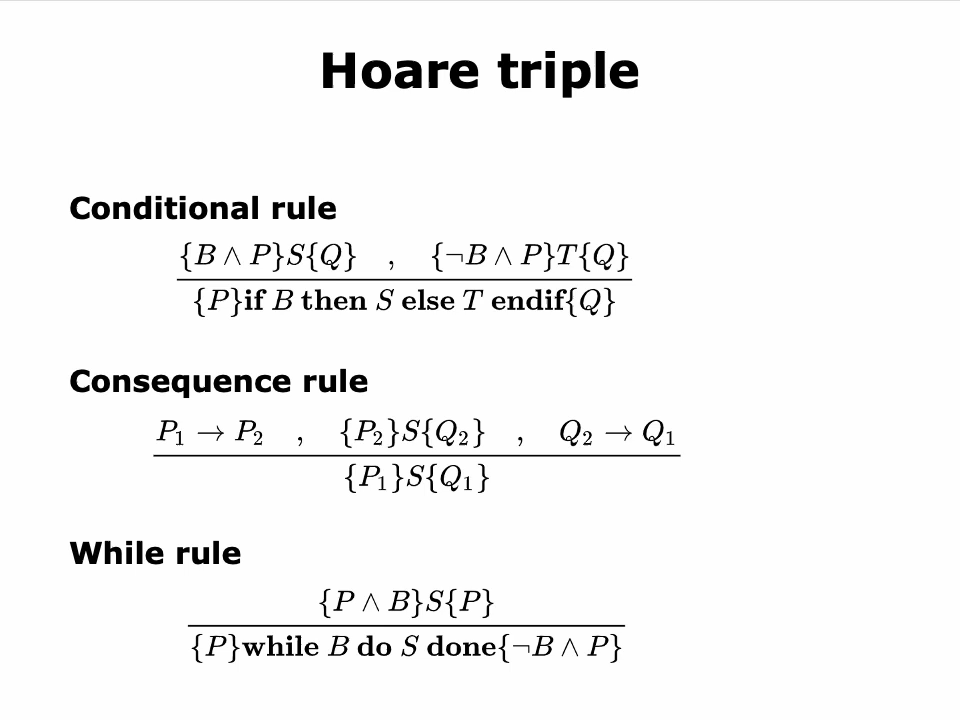 Hoare triple
Conditional rule
{B ∧ P}S{Q} , {¬B ∧ P}T{Q}
{P}if B then S else T endif{Q}
Consequence rule
P₁ → P₂ , {P₂}S{Q₂} , Q₂ → Q₁
{P₁}S{Q₁}
While rule
{P ∧ B}S{P}
{P}while B do S done{¬B ∧ P}